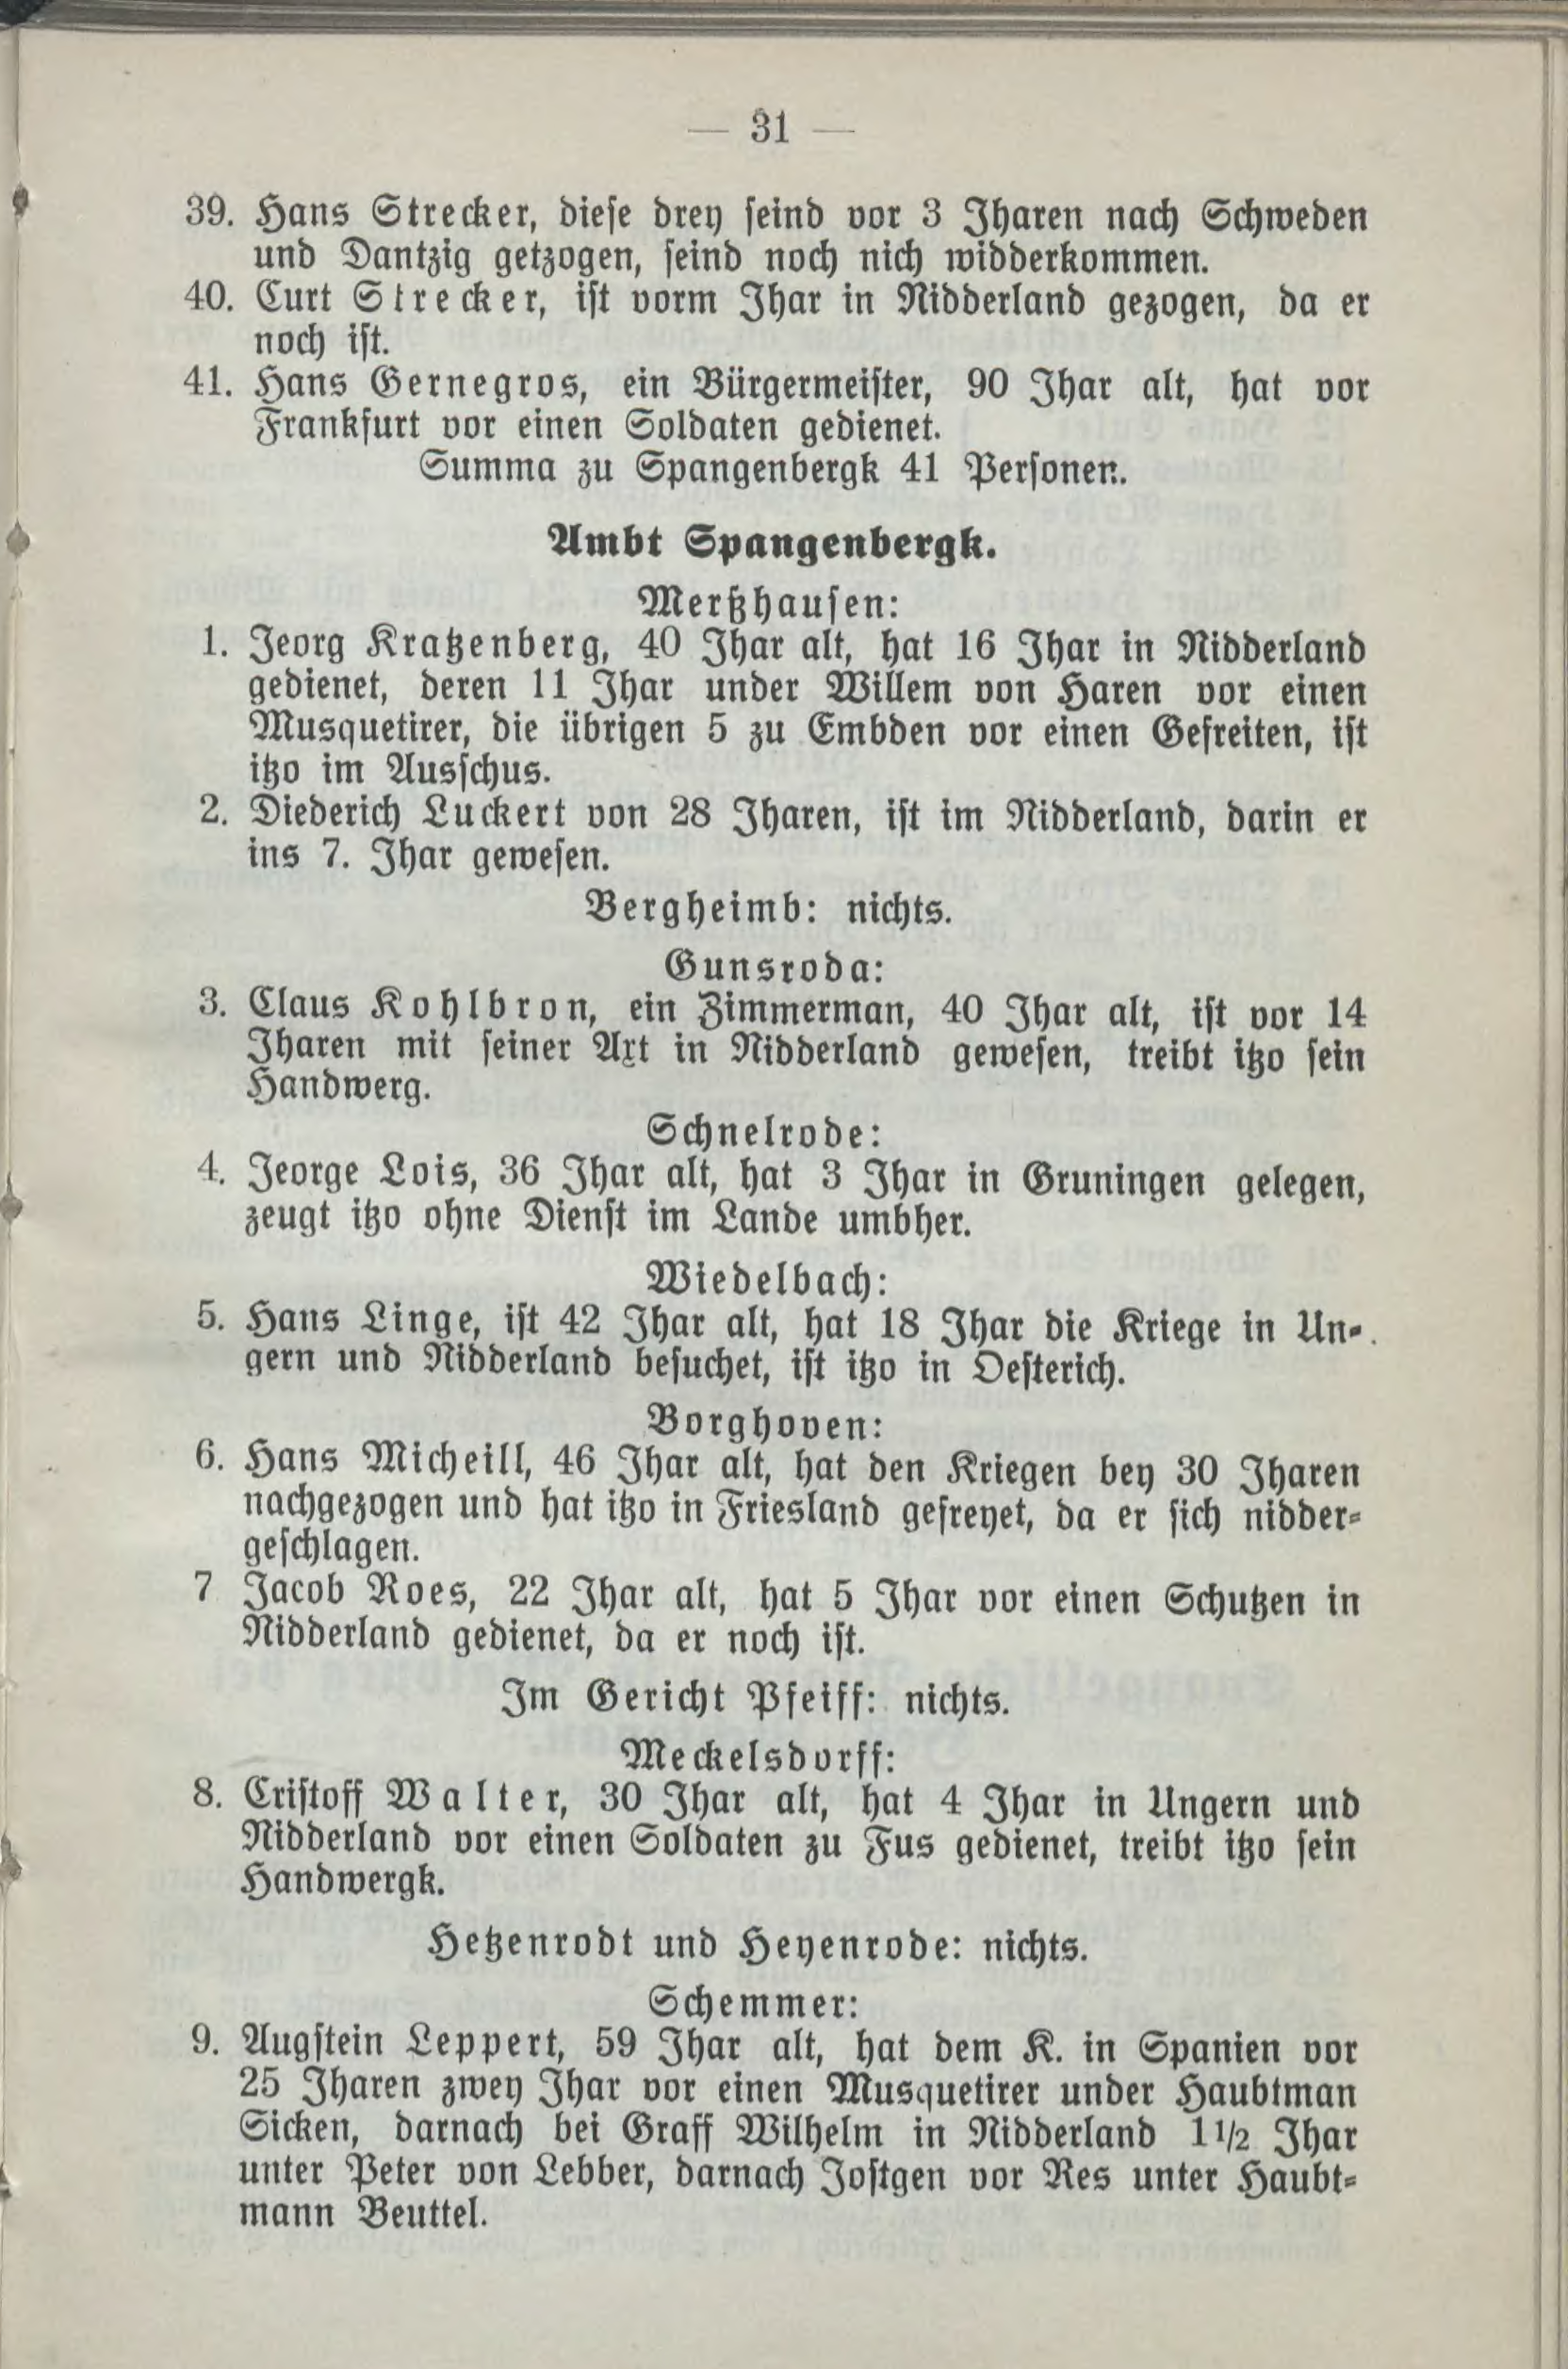 — 31 —
39. Hans Strecker, diese drey seind vor 3 Jharen nach Schweden
und Dantzig getzogen, seind noch nich widderkommen.
40. Curt Strecker, ist vorm Jhar in Nidderland gezogen, da er
noch ist.
41. Hans Gernegros, ein Bürgermeister, 90 Jhar alt, hat vor
Frankfurt vor einen Soldaten gedienet.
Summa zu Spangenbergk 41 Personen.
Ambt Spangenbergk.
Merßhausen:
1. Jeorg Kratzenberg, 40 Jhar alt, hat 16 Jhar in Nidderland
gedienet, deren 11 Jhar under Willem von Haren vor einen
Musquetirer, die übrigen 5 zu Embden vor einen Gefreiten, ist
itzo im Ausschus.
2. Diederich Luckert von 28 Jharen, ist im Nidderland, darin er
ins 7. Jhar gewesen.
Bergheimb: nichts.
Gunsroda:
3. Claus Kohlbron, ein Zimmerman, 40 Jhar alt, ist vor 14
Jharen mit seiner Axt in Nidderland gewesen, treibt itzo sein
Handwerg.
Schnelrode:
4. Jeorge Lois, 36 Jhar alt, hat 3 Jhar in Gruningen gelegen,
zeugt itzo ohne Dienst im Lande umbher.
Wiedelbach:
5. Hans Linge, ist 42 Jhar alt, hat 18 Jhar die Kriege in Un-
gern und Nidderland besuchet, ist itzo in Oesterich.
Borghoven:
6. Hans Micheill, 46 Jhar alt, hat den Kriegen bey 30 Jharen
nachgezogen und hat itzo in Friesland gefreyet, da er sich nidder-
geschlagen.
7 Jacob Roes, 22 Jhar alt, hat 5 Jhar vor einen Schutzen in
Nidderland gedienet, da er noch ist.
Im Gericht Pfeiff: nichts.
Meckelsdorff:
8. Cristoff Walter, 30 Jhar alt, hat 4 Jhar in Ungern und
Nidderland vor einen Soldaten zu Fus gedienet, treibt itzo sein
Handwergk.
Hetzenrodt und Heyenrode: nichts.
Schemmer:
9. Augstein Leppert, 59 Jhar alt, hat dem K. in Spanien vor
25 Jharen zwey Jhar vor einen Musquetirer under Haubtman
Sicken, darnach bei Graff Wilhelm in Nidderland 1 1/2 Jhar
unter Peter von Lebber, darnach Jostgen vor Res unter Haubt-
mann Beuttel.